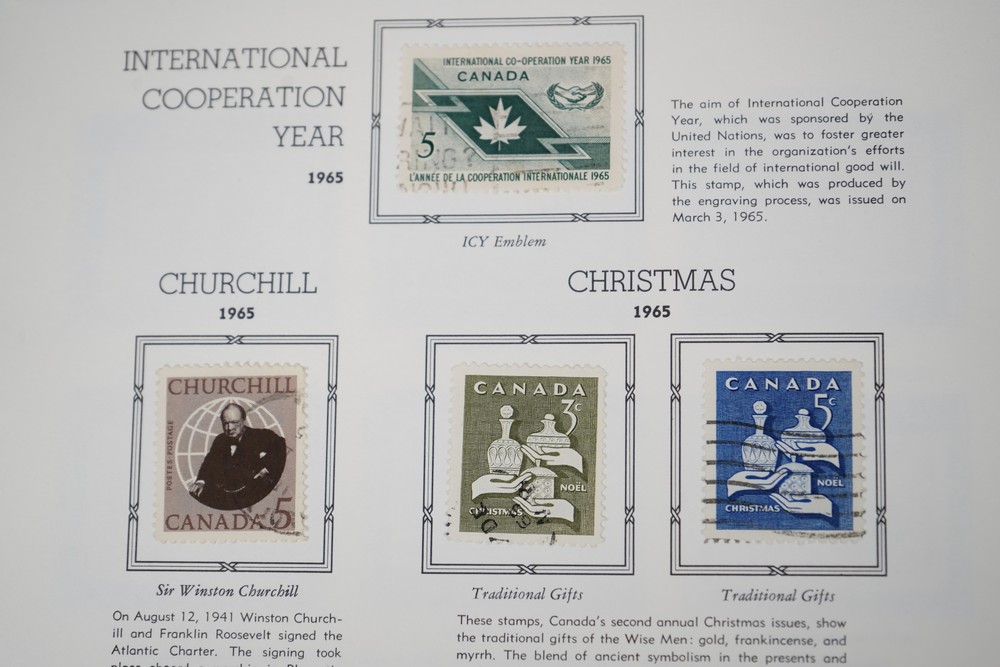 INTERNATIONAL
COOPERATION
YEAR
1965
INTERNATIONAL CO-OPERATION YEAR 1965
CANADA
5
L'ANNÉE DE LA COOPERATION INTERNATIONALE 1965
ICY Emblem
The aim of International Cooperation
Year, which was sponsored by the
United Nations, was to foster greater
interest in the organization's efforts
in the field of international good will.
This stamp, which was produced by
the engraving process, was issued on
March 3, 1965.
CHURCHILL
1965
CHURCHILL
POSTES·POSTAGE
CANADA 5
Sir Winston Churchill
On August 12, 1941 Winston Church-
ill and Franklin Roosevelt signed the
Atlantic Charter. The signing took
CHRISTMAS
1965
CANADA
3c
NOËL
CHRISTMAS
Traditional Gifts
CANADA
5c
NOËL
CHRISTMAS
Traditional Gifts
These stamps, Canada's second annual Christmas issues, show
the traditional gifts of the Wise Men: gold, frankincense, and
myrrh. The blend of ancient symbolism in the presents and